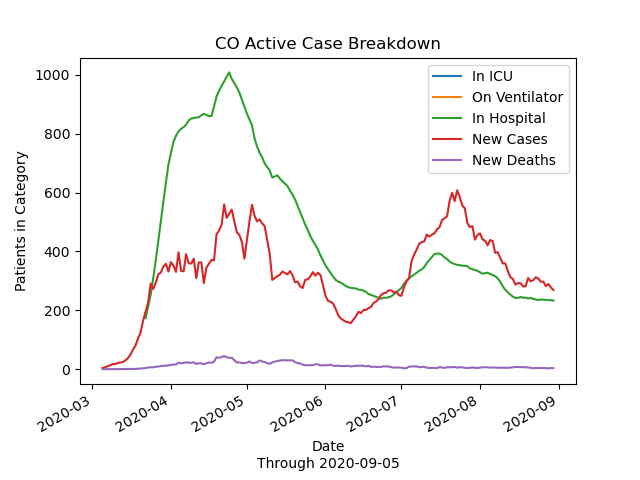 CO Active Case Breakdown
Patients in Category
1000
800
600
400
200
0
In ICU
On Ventilator
In Hospital
New Cases
New Deaths
2020-03
2020-04
2020-05
2020-06
2020-07
2020-08
2020-09
Date
Through 2020-09-05